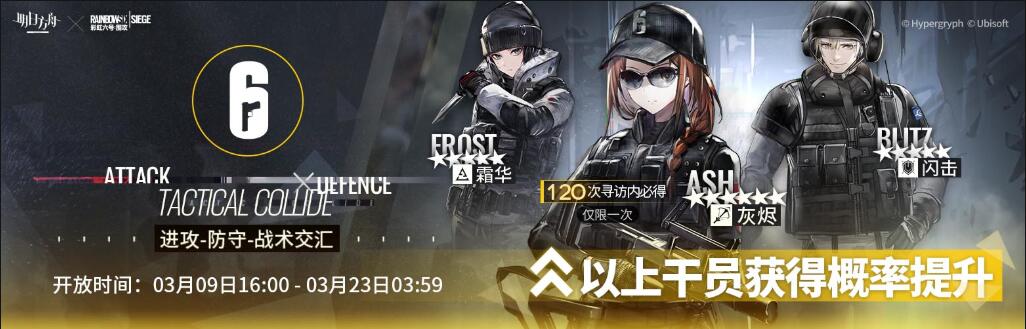 明日方舟 × RAINBOW SIX | SIEGE
彩虹六号:围攻
© Hypergryph © Ubisoft
6
ATTACK
DEFENCE
TACTICAL COLLIDE
进攻-防守-战术交汇
开放时间：03月09日16:00 - 03月23日03:59
FROST
★★★★★
霜华
120次寻访内必得
仅限一次
ASH
★★★★★★
灰烬
BLITZ
★★★★★
闪击
以上干员获得概率提升